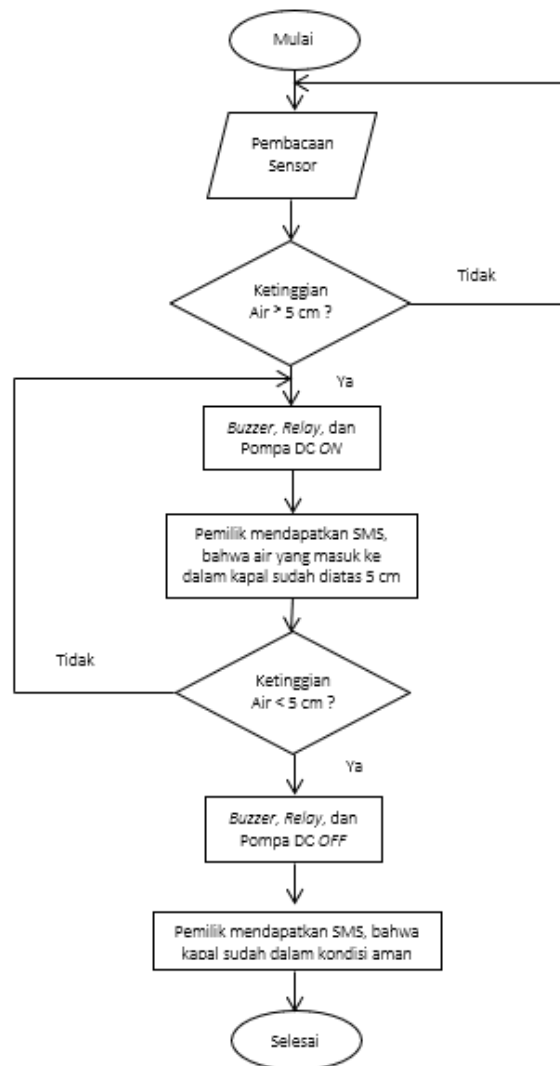 Mulai
Pembacaan
Sensor
Ketinggian
Air > 5 cm ?
Tidak
Ya
Buzzer, Relay, dan
Pompa DC ON
Pemilik mendapatkan SMS,
bahwa air yang masuk ke
dalam kapal sudah diatas 5 cm
Ketinggian
Air < 5 cm ?
Tidak
Ya
Buzzer, Relay, dan
Pompa DC OFF
Pemilik mendapatkan SMS, bahwa
kapal sudah dalam kondisi aman
Selesai